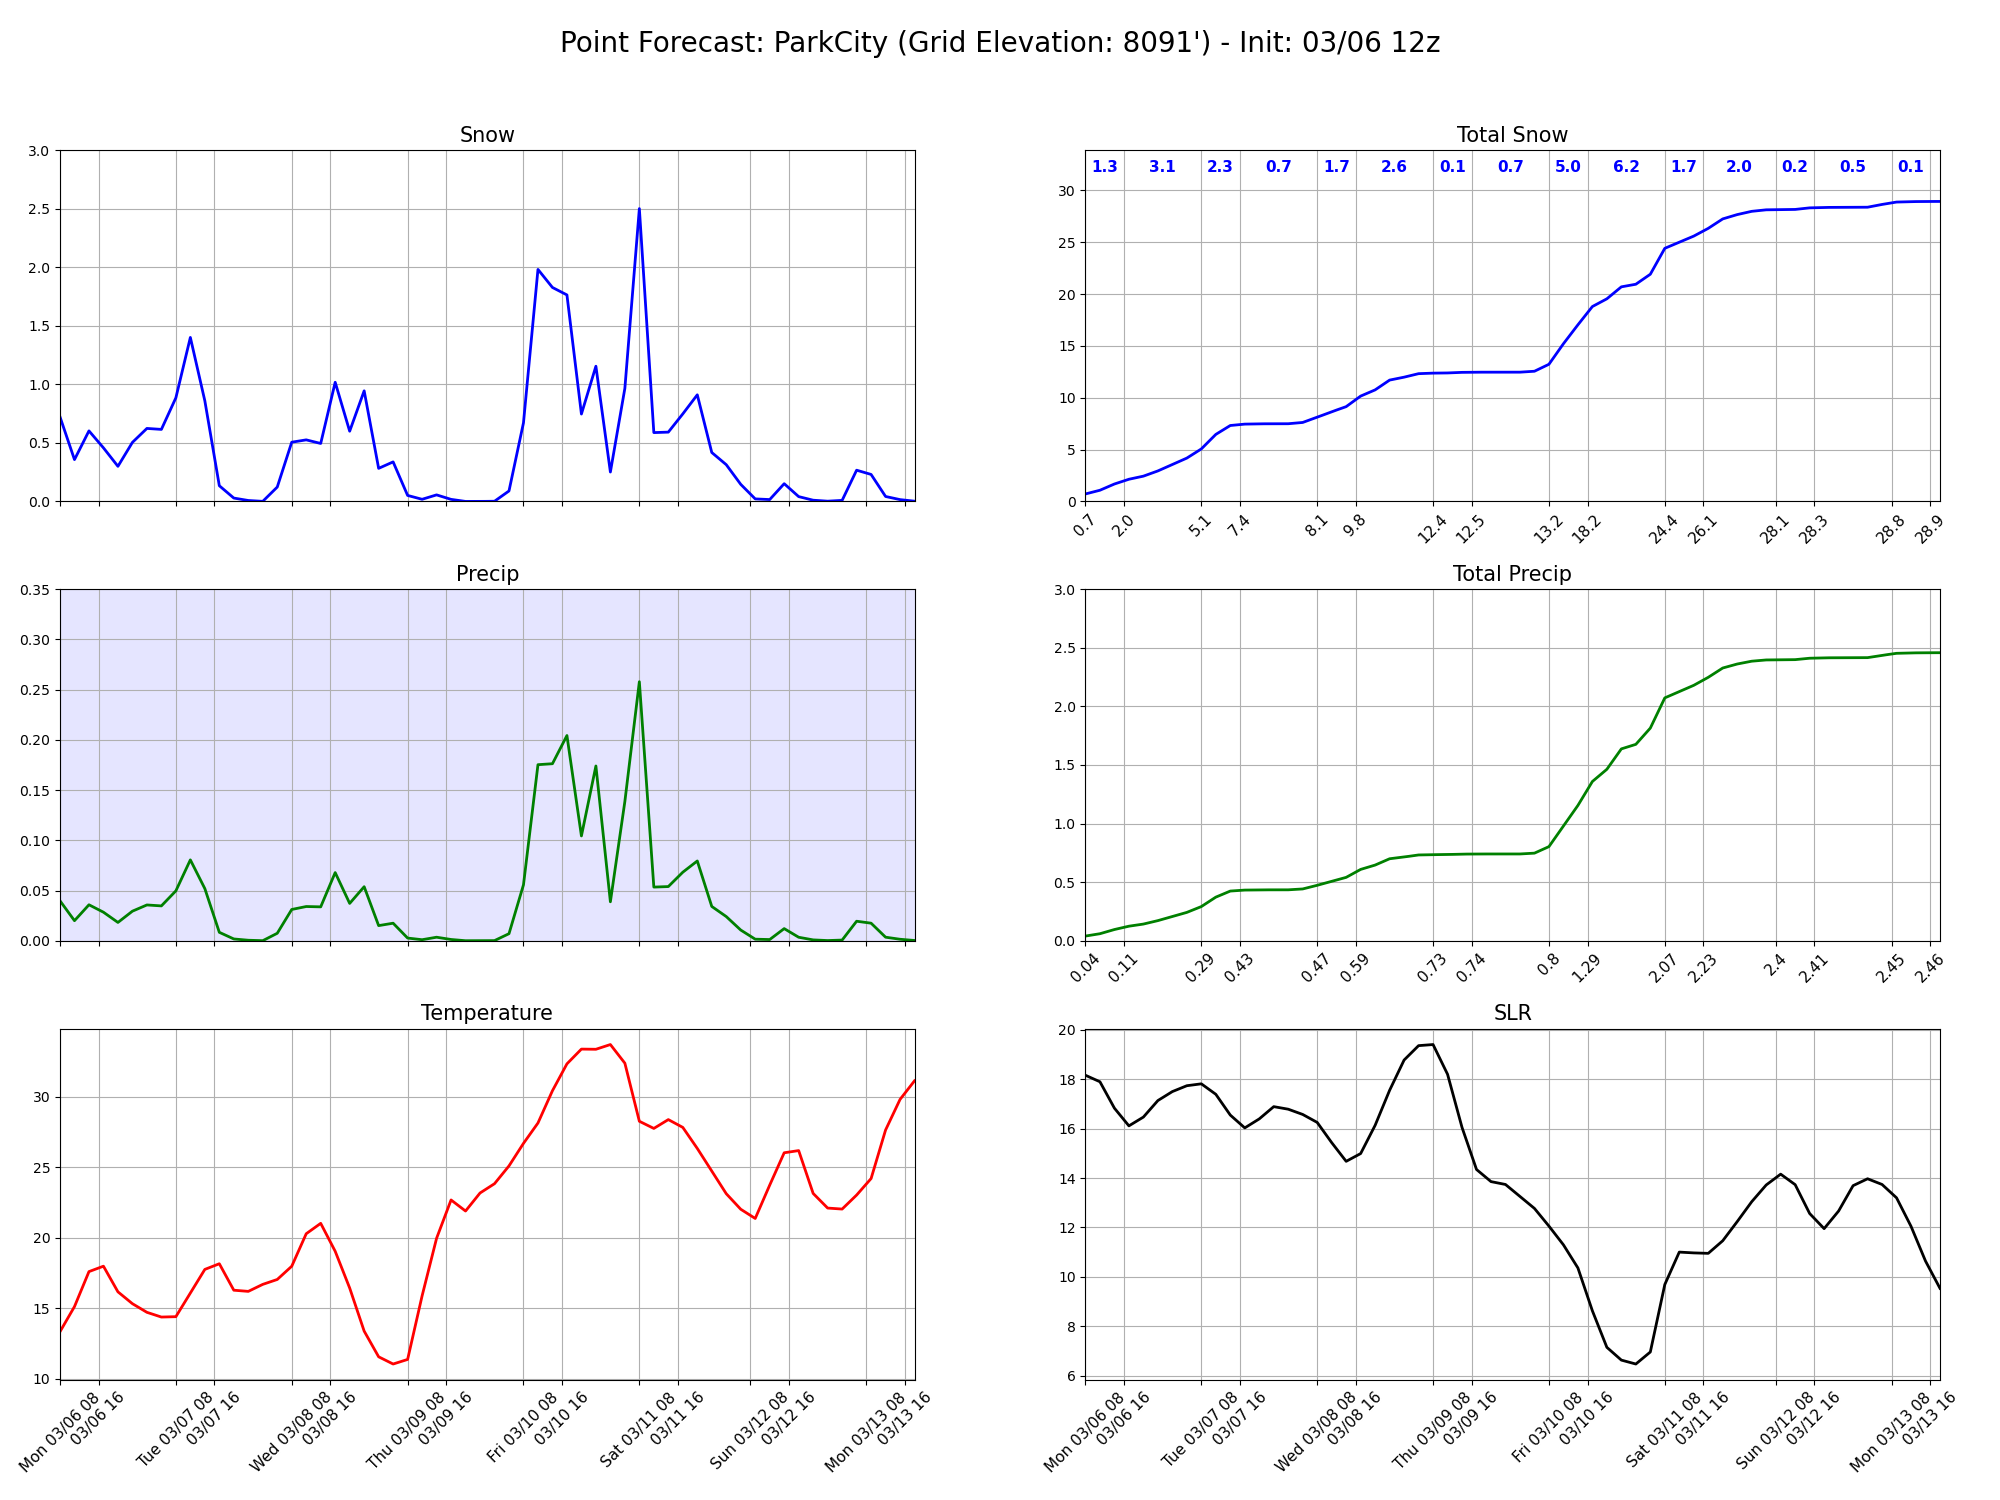 Point Forecast: ParkCity (Grid Elevation: 8091') - Init: 03/06 12z
Snow
3.0
2.5
2.0
1.5
1.0
0.5
0.0
Total Snow
1.3 3.1 2.3 0.7 1.7 2.6 0.1 0.7 5.0 6.2 1.7 2.0 0.2 0.5 0.1
30
25
20
15
10
5
0
0.7 2.0 5.1 7.4 8.1 9.8 12.4 12.5 13.2 18.2 24.4 26.1 28.1 28.3 28.8 28.9
Precip
0.35
0.30
0.25
0.20
0.15
0.10
0.05
0.00
Total Precip
3.0
2.5
2.0
1.5
1.0
0.5
0.0
0.04 0.11 0.29 0.43 0.47 0.59 0.73 0.74 0.8 1.29 2.07 2.23 2.4 2.41 2.45 2.46
Temperature
30
25
20
15
10
Mon 03/06 08
03/06 16
Tue 03/07 08
03/07 16
Wed 03/08 08
03/08 16
Thu 03/09 08
03/09 16
Fri 03/10 08
03/10 16
Sat 03/11 08
03/11 16
Sun 03/12 08
03/12 16
Mon 03/13 08
03/13 16
SLR
20
18
16
14
12
10
8
6
Mon 03/06 08
03/06 16
Tue 03/07 08
03/07 16
Wed 03/08 08
03/08 16
Thu 03/09 08
03/09 16
Fri 03/10 08
03/10 16
Sat 03/11 08
03/11 16
Sun 03/12 08
03/12 16
Mon 03/13 08
03/13 16